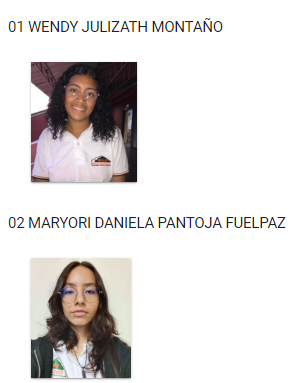 01 WENDY JULIZATH MONTAÑO
02 MARYORI DANIELA PANTOJA FUELPAZ